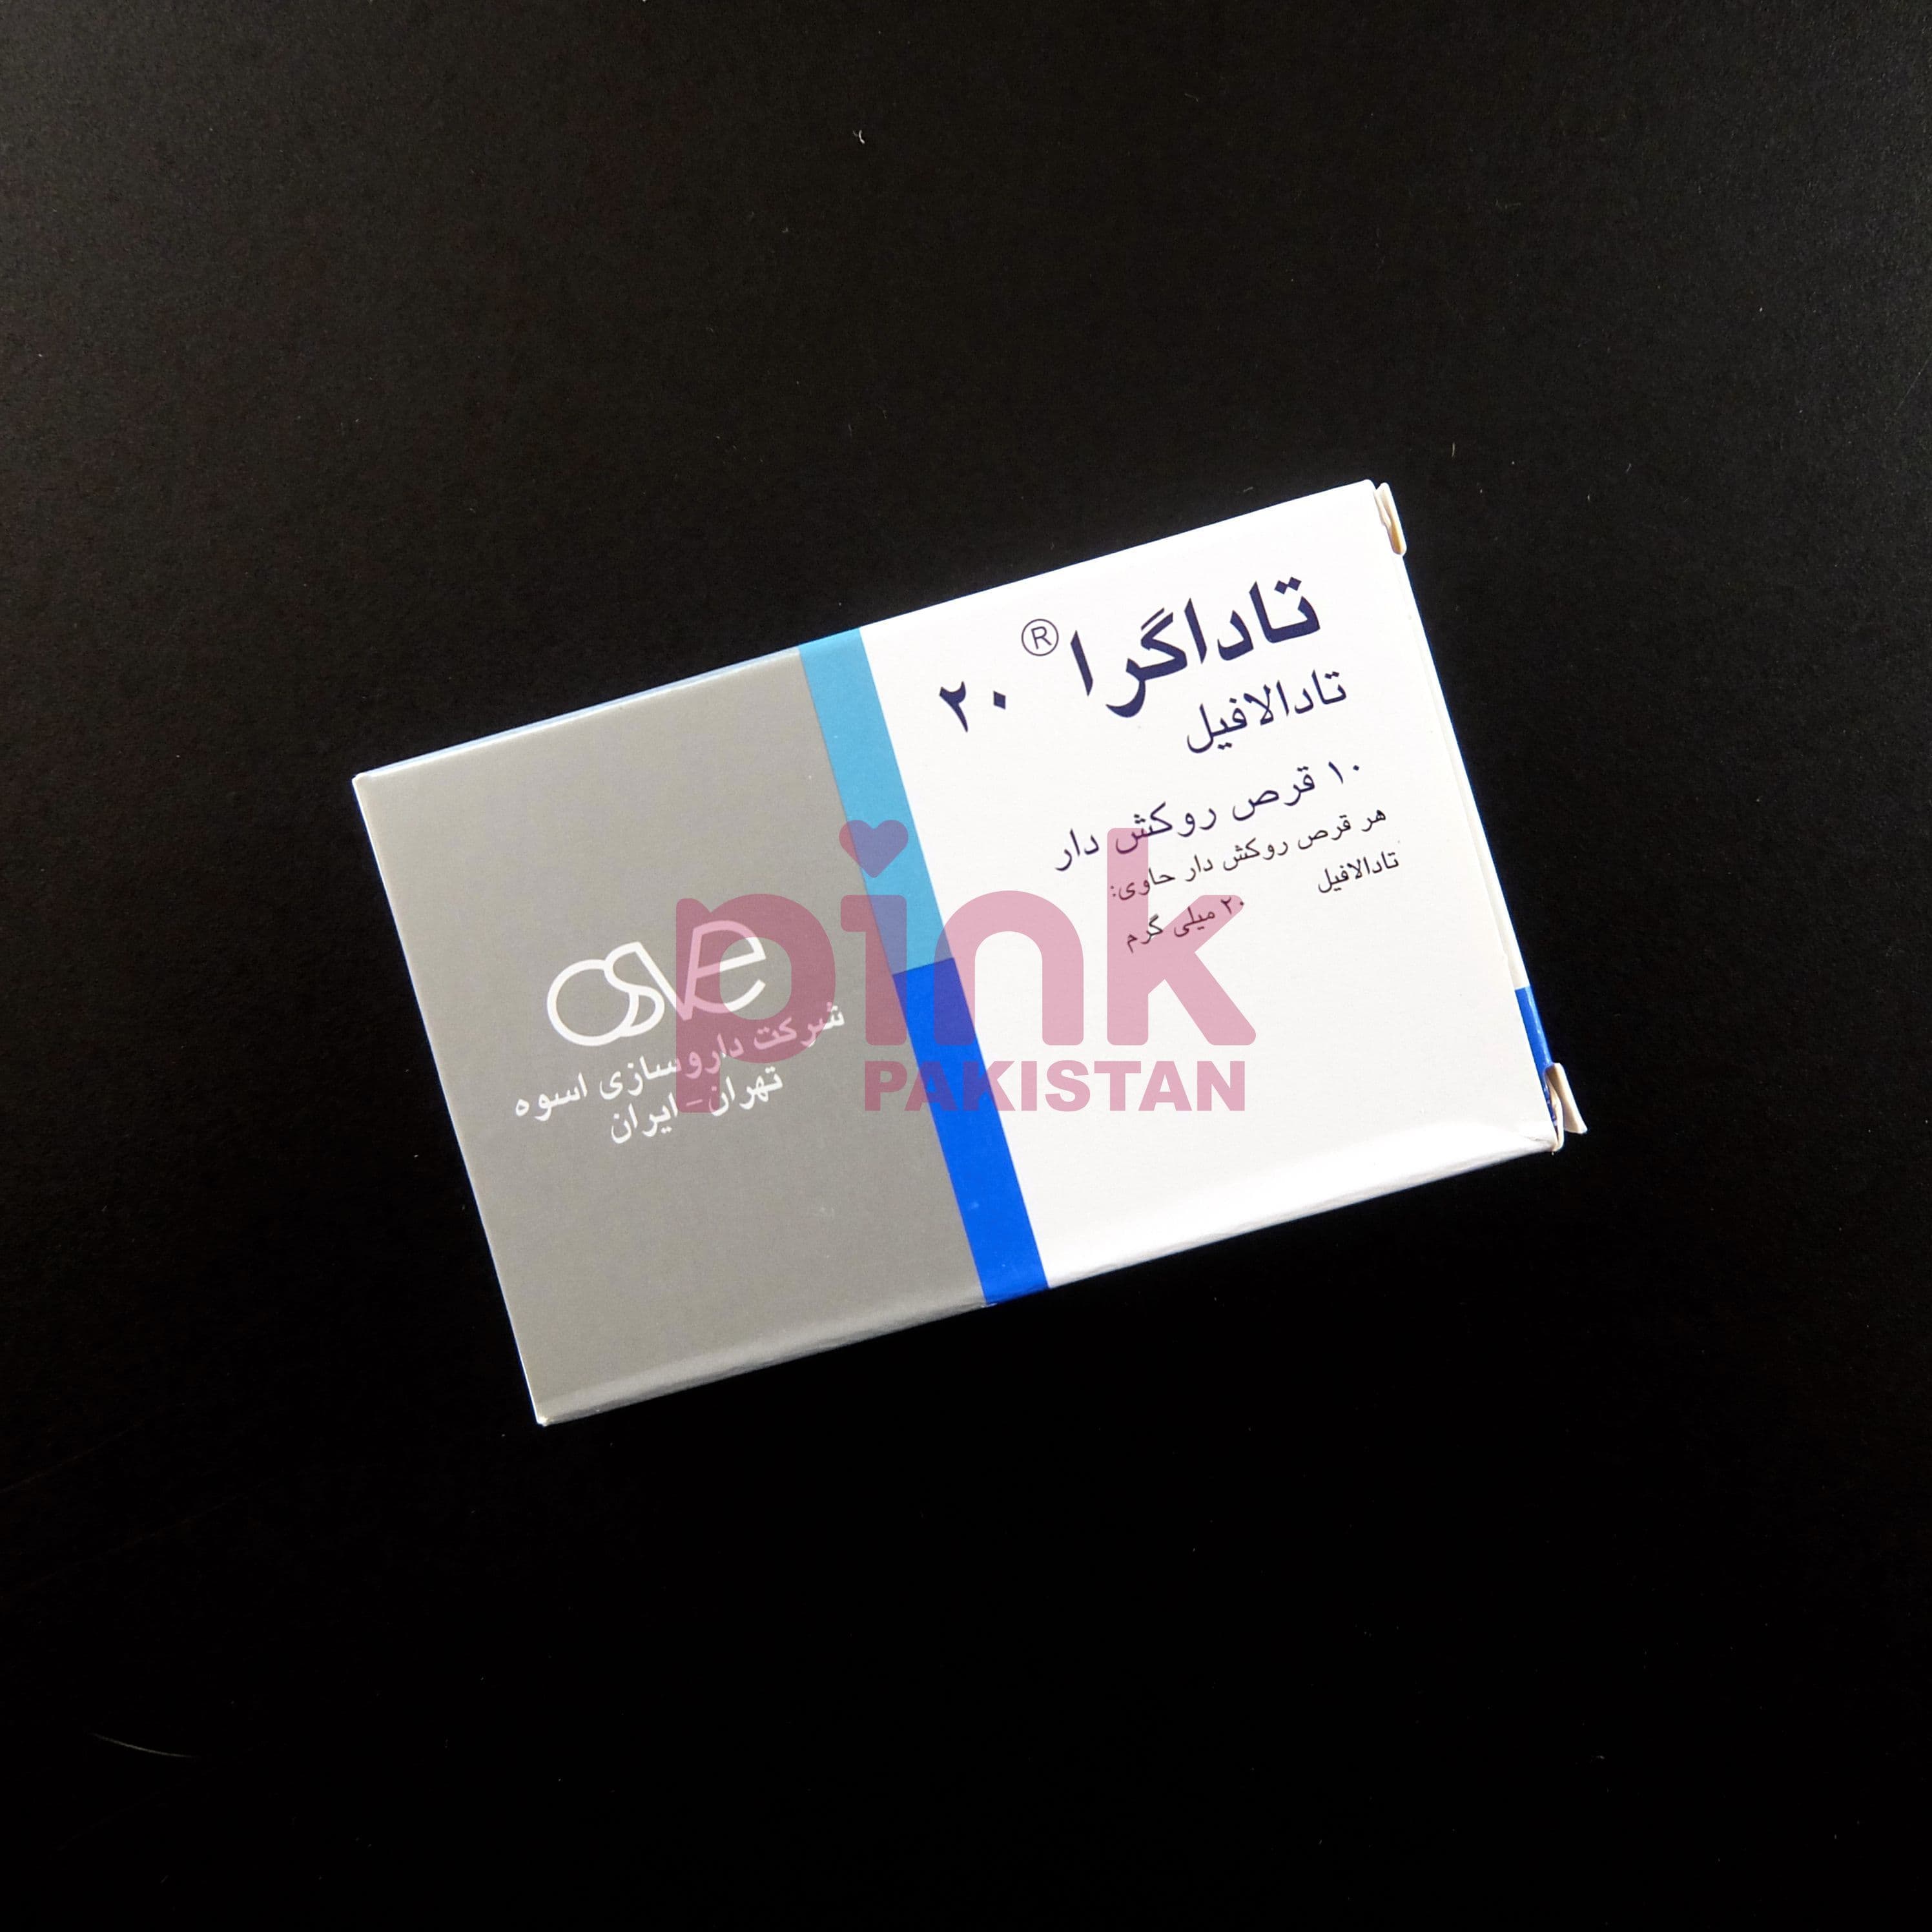 تاداگرا® ۲۰
تادالافیل
۱۰ قرص روکش دار
هر قرص روکش دار حاوی:
تادالافیل ۲۰ میلی گرم
osve
شرکت داروسازی اسوه
تهران-ایران
pink
PAKISTAN